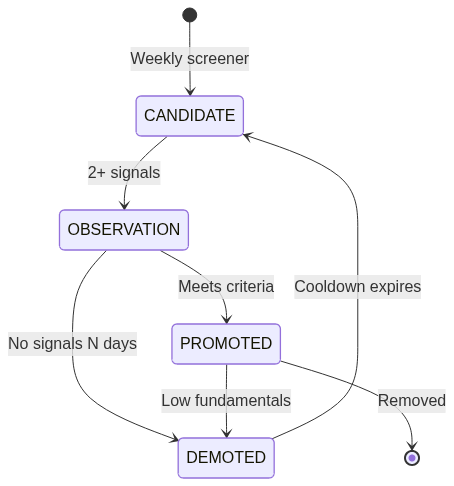 Weekly screener
CANDIDATE
2+ signals
OBSERVATION
Meets criteria
Cooldown expires
No signals N days
PROMOTED
Low fundamentals
Removed
DEMOTED